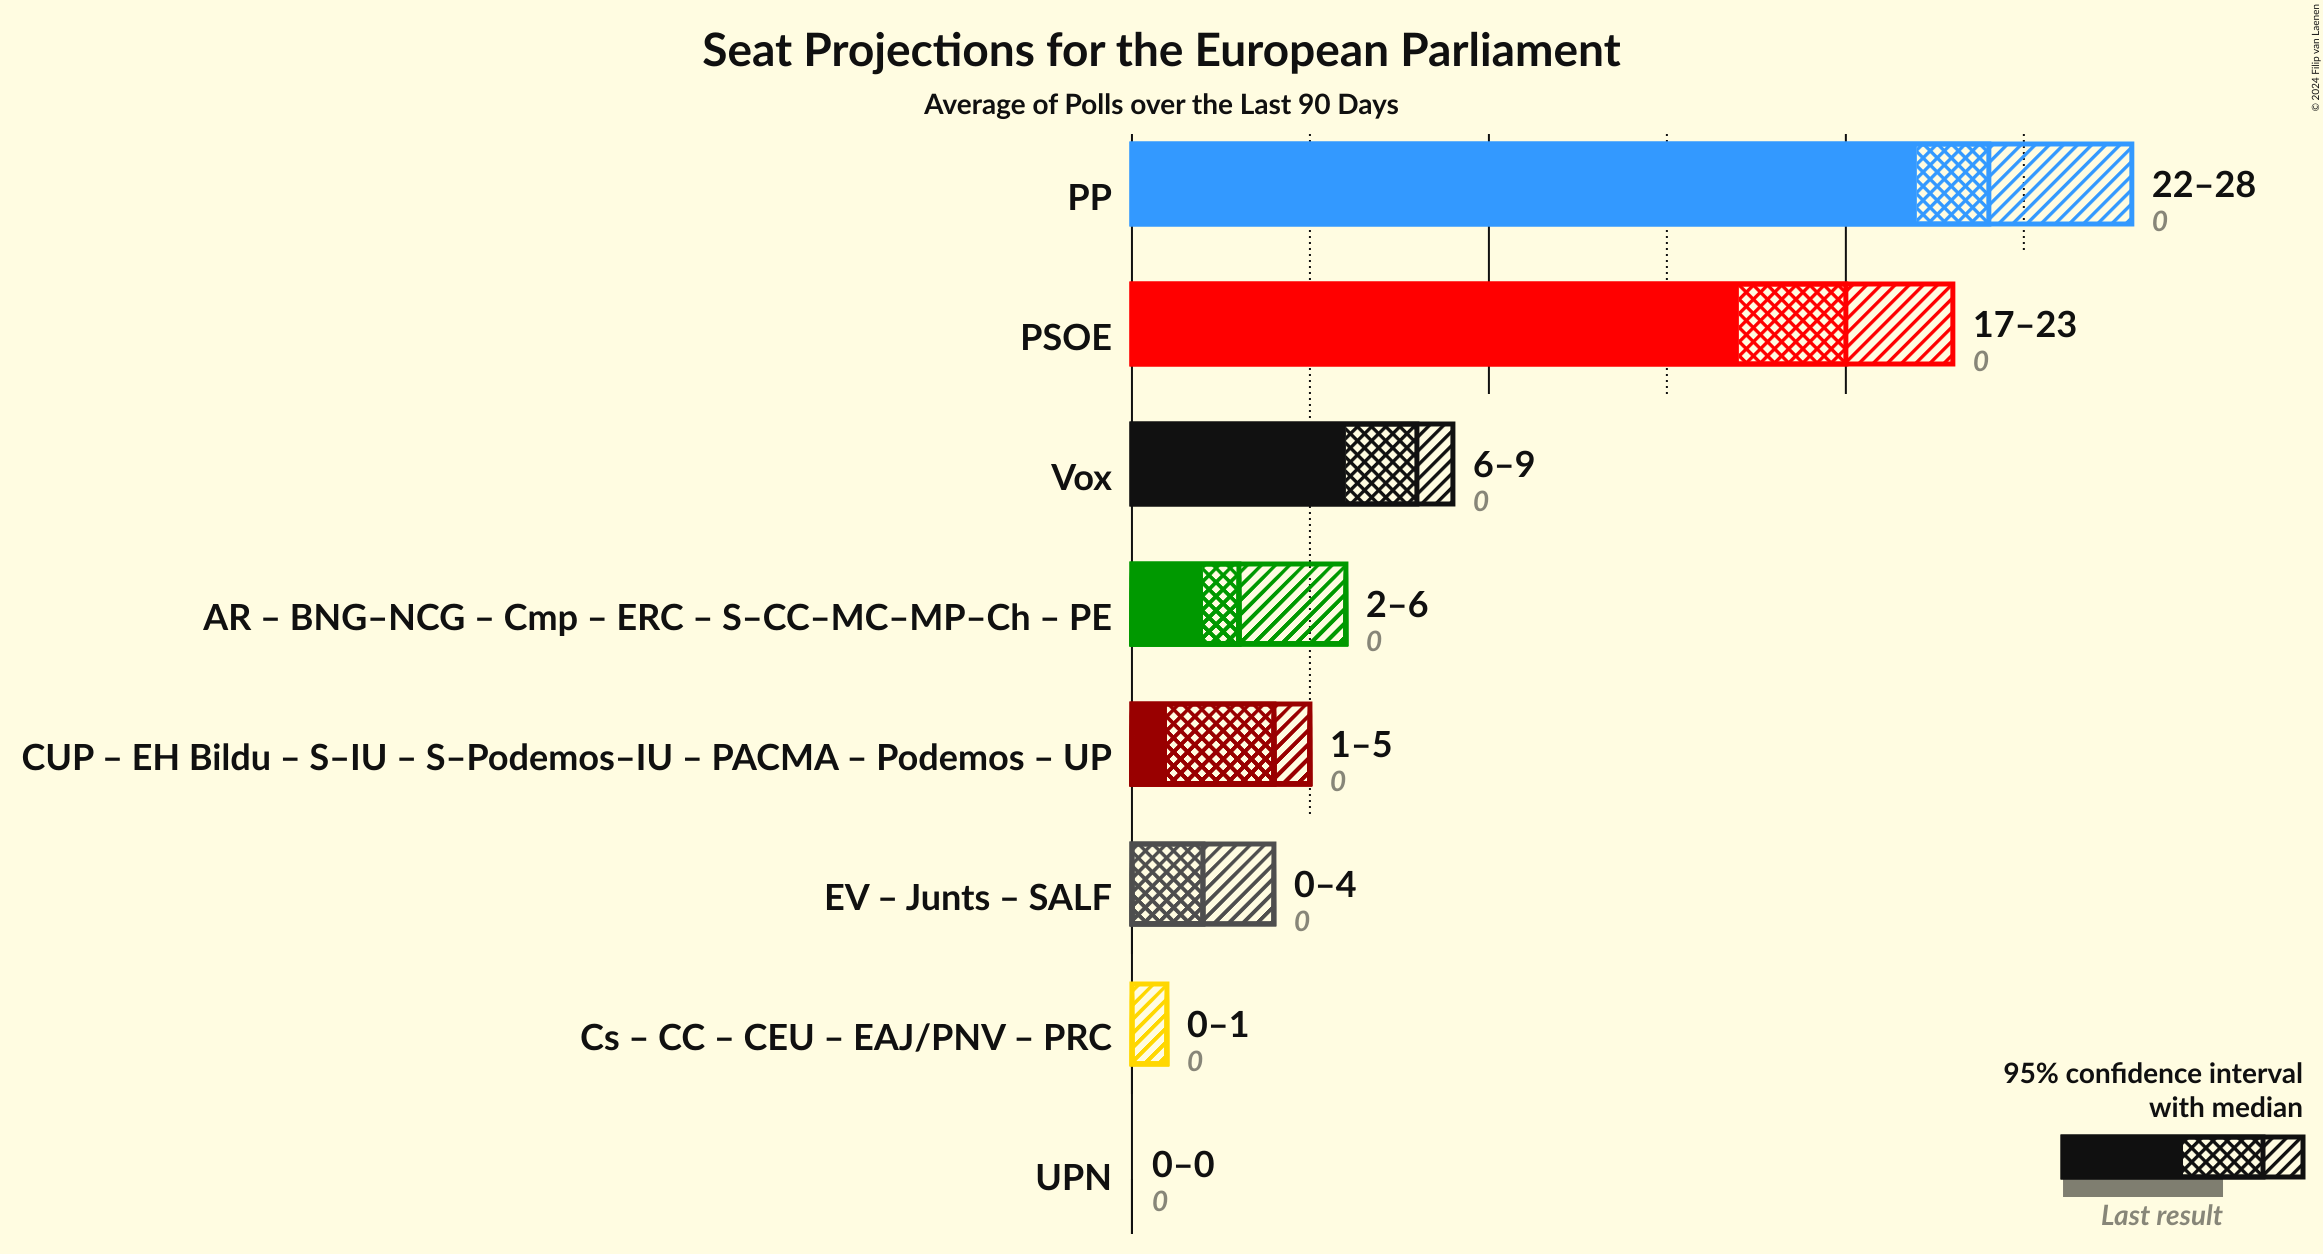 Seat Projections for the European Parliament
Average of Polls over the Last 90 Days
© 2024 Filip van Laenen
PP
22–28
0
PSOE
17–23
0
Vox
6–9
0
AR – BNG–NCG – Cmp – ERC – S–CC–MC–MP–Ch – PE
2–6
0
CUP – EH Bildu – S–IU – S–Podemos–IU – PACMA – Podemos – UP
1–5
0
EV – Junts – SALF
0–4
0
Cs – CC – CEU – EAJ/PNV – PRC
0–1
0
UPN
0–0
0
95% confidence interval
with median
Last result